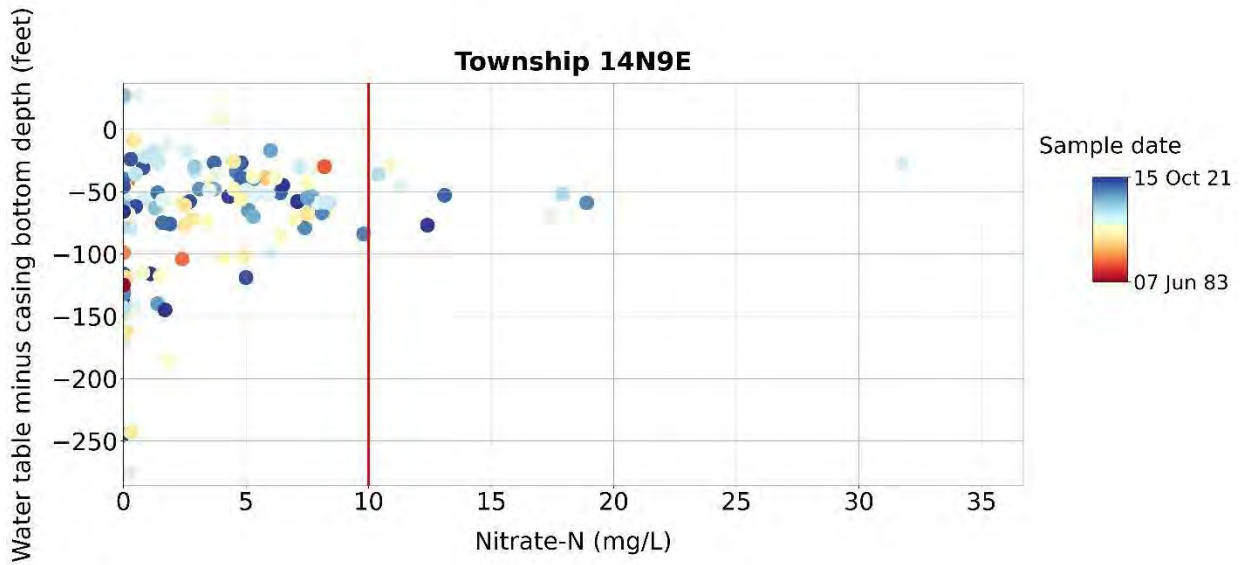 Township 14N9E
Water table minus casing bottom depth (feet)
0
−50
−100
−150
−200
−250
0 5 10 15 20 25 30 35
Nitrate-N (mg/L)
Sample date
15 Oct 21
07 Jun 83